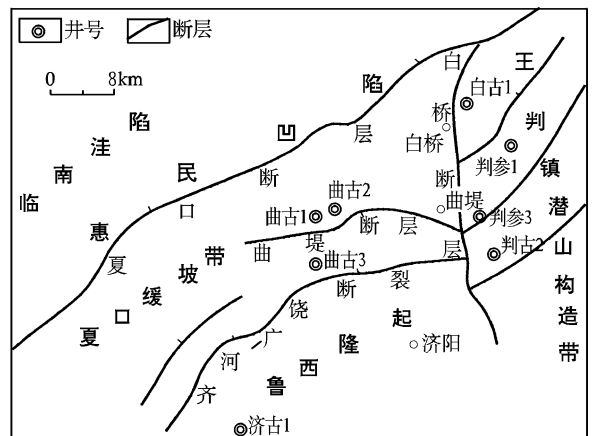 井号 断层
0 8km
临南洼陷
惠民凹陷
夏口断层
夏口缓坡带
白桥断层
王判镇潜山构造带
白古1
白桥
判参1
曲古2
曲古1
曲堤
判参3
曲堤断层
曲古3
判古2
齐河广饶断裂
鲁西隆起
济阳
济古1